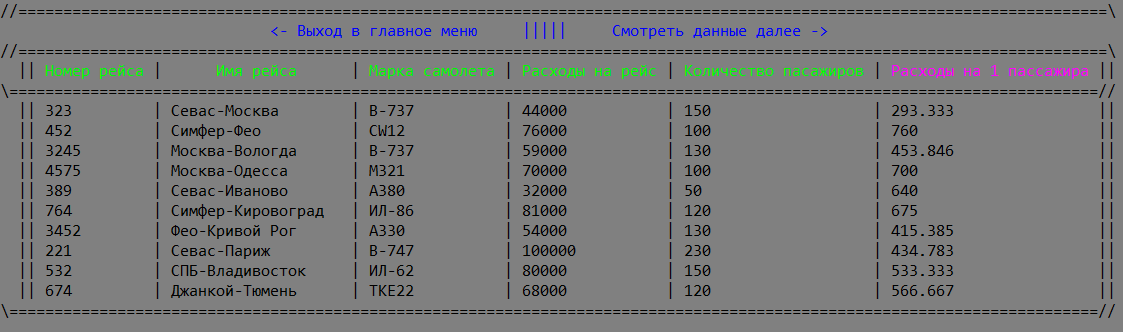 //=========================================================================================================================\
<- Выход в главное меню     |||||     Смотреть данные далее ->
//=========================================================================================================================\
|| Номер рейса |      Имя рейса      | Марка самолета | Расходы на рейс | Количество пасажиров | Расходы на 1 пассажира ||
\=========================================================================================================================//
|| 323         | Севас-Москва        | В-737          | 44000           | 150                  | 293.333                ||
|| 452         | Симфер-Фео          | CW12           | 76000           | 100                  | 760                    ||
|| 3245        | Москва-Вологда      | В-737          | 59000           | 130                  | 453.846                ||
|| 4575        | Москва-Одесса       | М321           | 70000           | 100                  | 700                    ||
|| 389         | Севас-Иваново       | А380           | 32000           | 50                   | 640                    ||
|| 764         | Симфер-Кировоград   | ИЛ-86          | 81000           | 120                  | 675                    ||
|| 3452        | Фео-Кривой Рог      | А330           | 54000           | 130                  | 415.385                ||
|| 221         | Севас-Париж         | В-747          | 100000          | 230                  | 434.783                ||
|| 532         | СПБ-Владивосток     | ИЛ-62          | 80000           | 150                  | 533.333                ||
|| 674         | Джанкой-Тюмень      | TKE22          | 68000           | 120                  | 566.667                ||
\=========================================================================================================================//